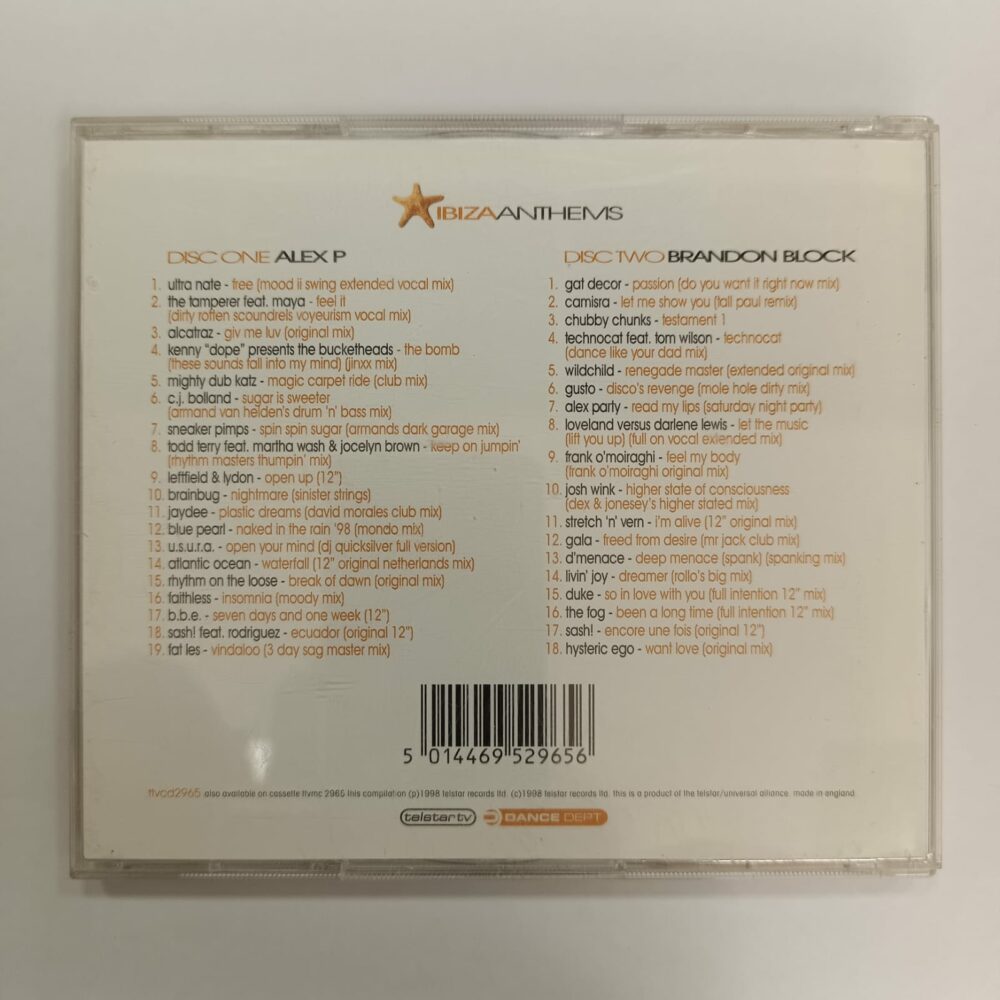 IBIZAANTHEMS
DISC ONE ALEX P
1. ultra nate - free (mood ii swing extended vocal mix)
2. the tamperer feat. maya - feel it
(dirty rotten scoundrels voyeurism vocal mix)
3. alcatraz - giv me luv (original mix)
4. kenny "dope" presents the bucketheads - the bomb
(these sounds fall into my mind) (jinxx mix)
5. mighty dub katz - magic carpet ride (club mix)
6. c.j. bolland - sugar is sweeter
(armand van helden's drum 'n' bass mix)
7. sneaker pimps - spin spin sugar (armands dark garage mix)
8. todd terry feat. martha wash & jocelyn brown - keep on jumpin'
(rhythm masters thumpin' mix)
9. leftfield & lydon - open up (12")
10. brainbug - nightmare (sinister strings)
11. jaydee - plastic dreams (david morales club mix)
12. blue pearl - naked in the rain '98 (mondo mix)
13. u.s.u.r.a. - open your mind (dj quicksilver full version)
14. atlantic ocean - waterfall (12" original netherlands mix)
15. rhythm on the loose - break of dawn (original mix)
16. faithless - insomnia (moody mix)
17. b.b.e. - seven days and one week (12")
18. sash! feat. rodriguez - ecuador (original 12")
19. fat les - vindaloo (3 day sag master mix)
DISC TWO BRANDON BLOCK
1. gat decor - passion (do you want it right now mix)
2. camisra - let me show you (tall paul remix)
3. chubby chunks - testament 1
4. technocat feat. tom wilson - technocat
(dance like your dad mix)
5. wildchild - renegade master (extended original mix)
6. gusto - disco's revenge (mole hole dirty mix)
7. alex party - read my lips (saturday night party)
8. loveland versus darlene lewis - let the music
(lift you up) (full on vocal extended mix)
9. frank o'moiraghi - feel my body
(frank o'moiraghi original mix)
10. josh wink - higher state of consciousness
(dex & jonesey's higher stated mix)
11. stretch 'n' vern - i'm alive (12" original mix)
12. gala - freed from desire (mr jack club mix)
13. d'menace - deep menace (spank) (spanking mix)
14. livin' joy - dreamer (rollo's big mix)
15. duke - so in love with you (full intention 12" mix)
16. the fog - been a long time (full intention 12" mix)
17. sash! - encore une fois (original 12")
18. hysteric ego - want love (original mix)
5 014469 529656
ttvcd2965 also available on cassette ttvmc 2965 this compilation (p)1998 telstar records ltd. (c)1998 telstar records ltd. this is a product of the telstar/universal alliance. made in england.
telstar tv
DANCE DEPT